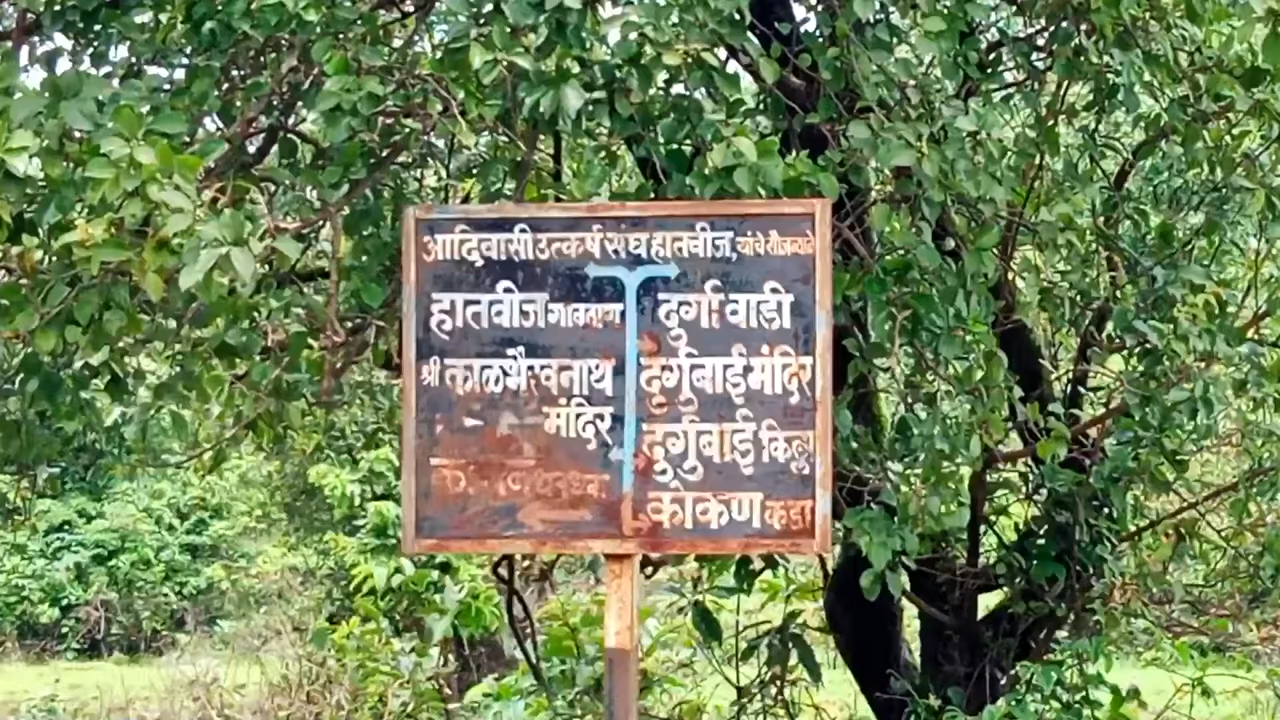 आदिवासी उत्कर्ष संघ हातवीज, यांचे सौजन्याने
हातवीज गावठाण
श्री काळभैरवनाथ
मंदिर
दुर्गा वाडी
दुर्गुबाई मंदिर
दुर्गुबाई किल्ला
कोकण कडा